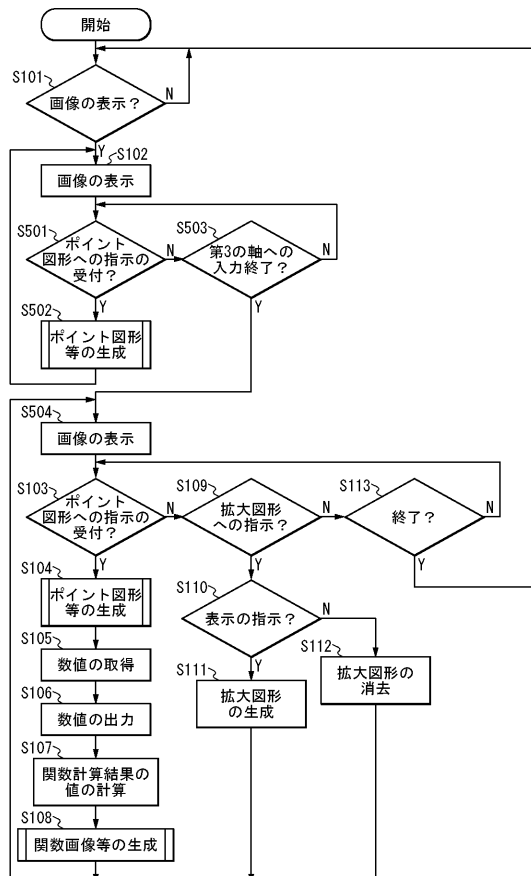 開始
S101
画像の表示？
N
Y
S102
画像の表示
S501
ポイント
図形への指示の
受付？
N
Y
S503
第3の軸への
入力終了？
N
Y
S502
ポイント図形
等の生成
S504
画像の表示
S103
ポイント
図形への指示の
受付？
N
Y
S109
拡大図形
への指示？
N
Y
S113
終了？
N
Y
S104
ポイント図形
等の生成
S110
表示の指示？
N
Y
S105
数値の取得
S111
拡大図形
の生成
S112
拡大図形の
消去
S106
数値の出力
S107
関数計算結果の
値の計算
S108
関数画像等の生成